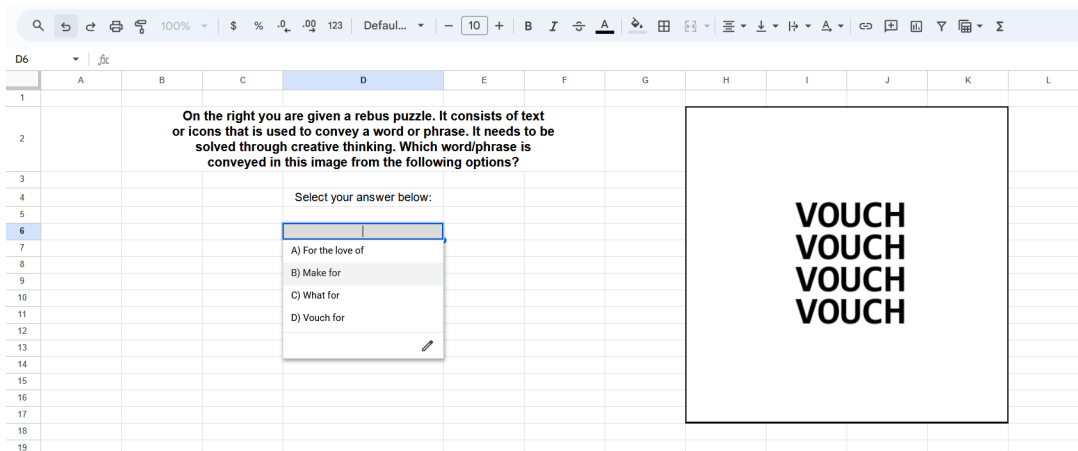 100%
$ % .0 .00 123 Defaul... − 10 + B I S A A Σ
D6 fx
A B C D E F G H I J K L
1
On the right you are given a rebus puzzle. It consists of text
2 or icons that is used to convey a word or phrase. It needs to be
solved through creative thinking. Which word/phrase is
conveyed in this image from the following options?
3
4 Select your answer below:
5
6
7 A) For the love of
8 B) Make for
9
10 C) What for
11 D) Vouch for
12
13
14
15
16
17
18
19
VOUCH
VOUCH
VOUCH
VOUCH